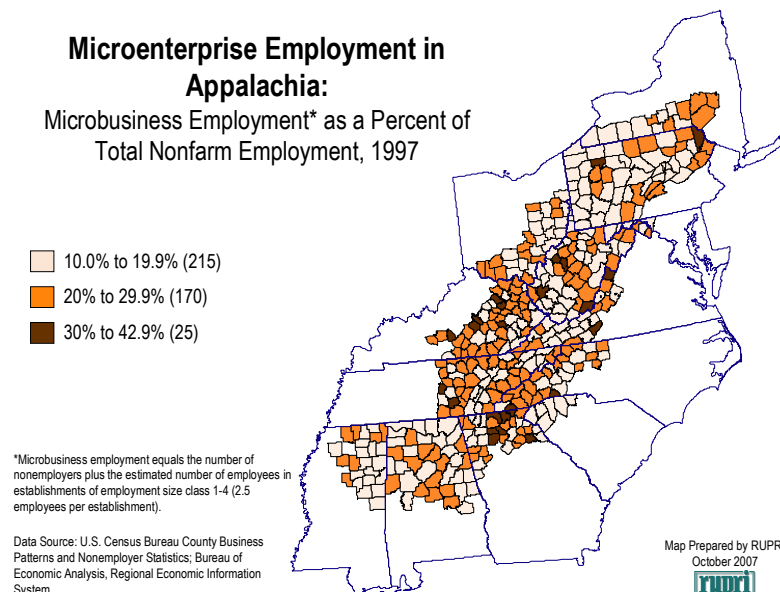 Microenterprise Employment in
Appalachia:
Microbusiness Employment* as a Percent of
Total Nonfarm Employment, 1997
10.0% to 19.9% (215)
20% to 29.9% (170)
30% to 42.9% (25)
*Microbusiness employment equals the number of
nonemployers plus the estimated number of employees in
establishments of employment size class 1-4 (2.5
employees per establishment).
Data Source: U.S. Census Bureau County Business
Patterns and Nonemployer Statistics; Bureau of
Economic Analysis, Regional Economic Information
System
Map Prepared by RUPRI
October 2007
rupri